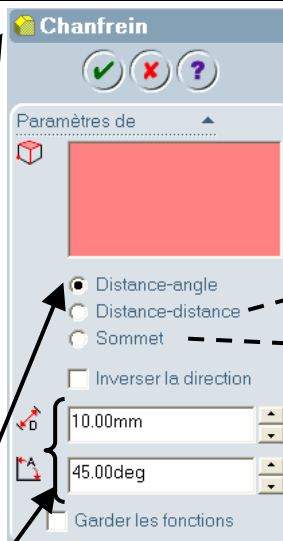 Chanfrein
?
Paramètres de
Distance-angle
Distance-distance
Sommet
Inverser la direction
D
10.00mm
A
45.00deg
Garder les fonctions